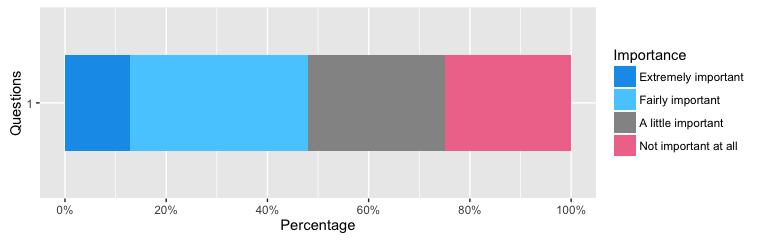 Questions
1
0%
20%
40%
60%
80%
100%
Percentage
Importance
Extremely important
Fairly important
A little important
Not important at all